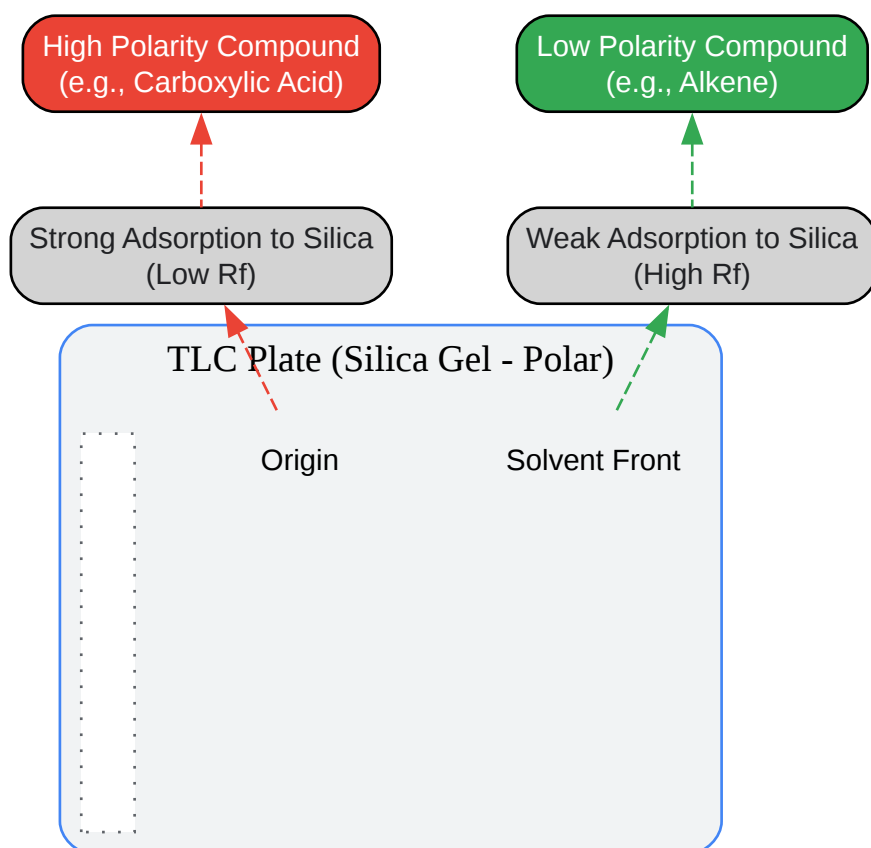 High Polarity Compound
(e.g., Carboxylic Acid)
Low Polarity Compound
(e.g., Alkene)
Strong Adsorption to Silica
(Low Rf)
Weak Adsorption to Silica
(High Rf)
TLC Plate (Silica Gel - Polar)
Origin
Solvent Front